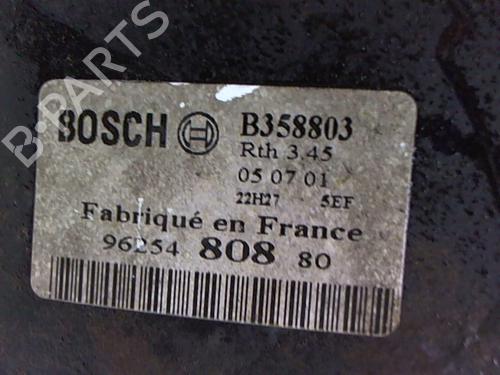 BOSCH B358803
Rth 3.45
05 07 01
22H27 5EF
Fabriqué en France
96254 808 80
B-PARTS